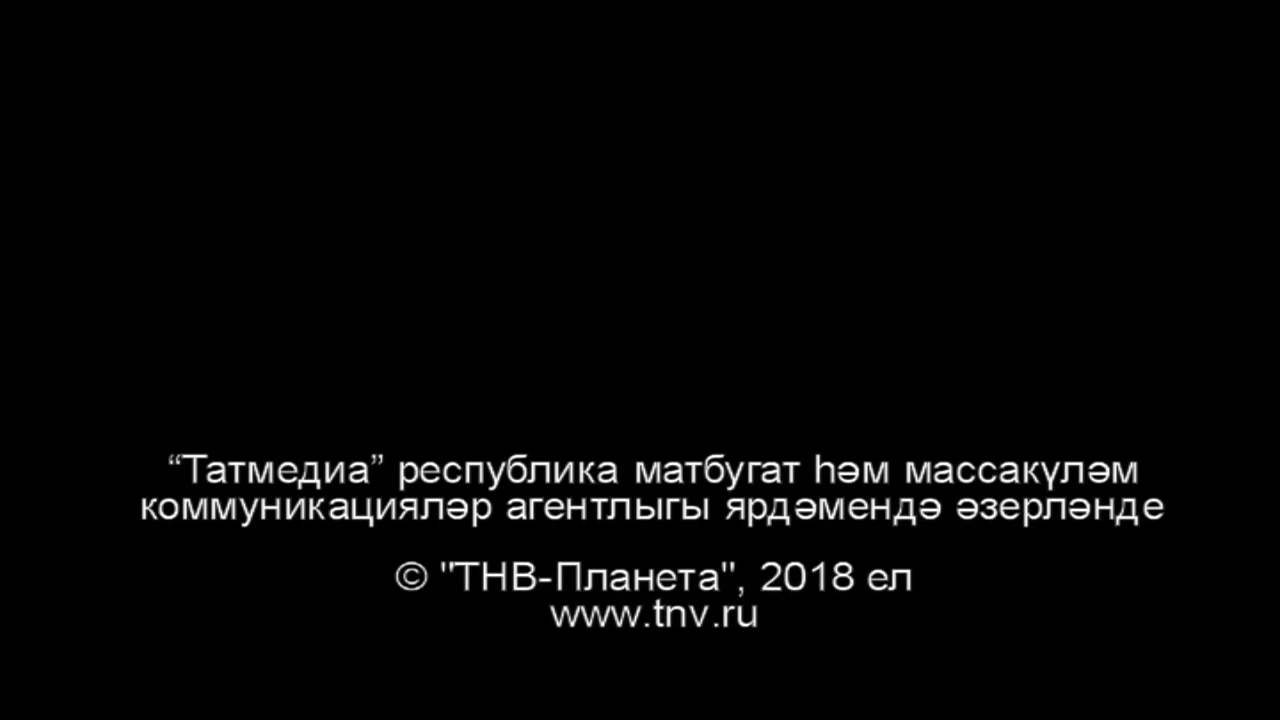 “Татмедиа” республика матбугат һәм массакүләм
коммуникацияләр агентлыгы ярдәмендә әзерләнде
© "ТНВ-Планета", 2018 ел
www.tnv.ru